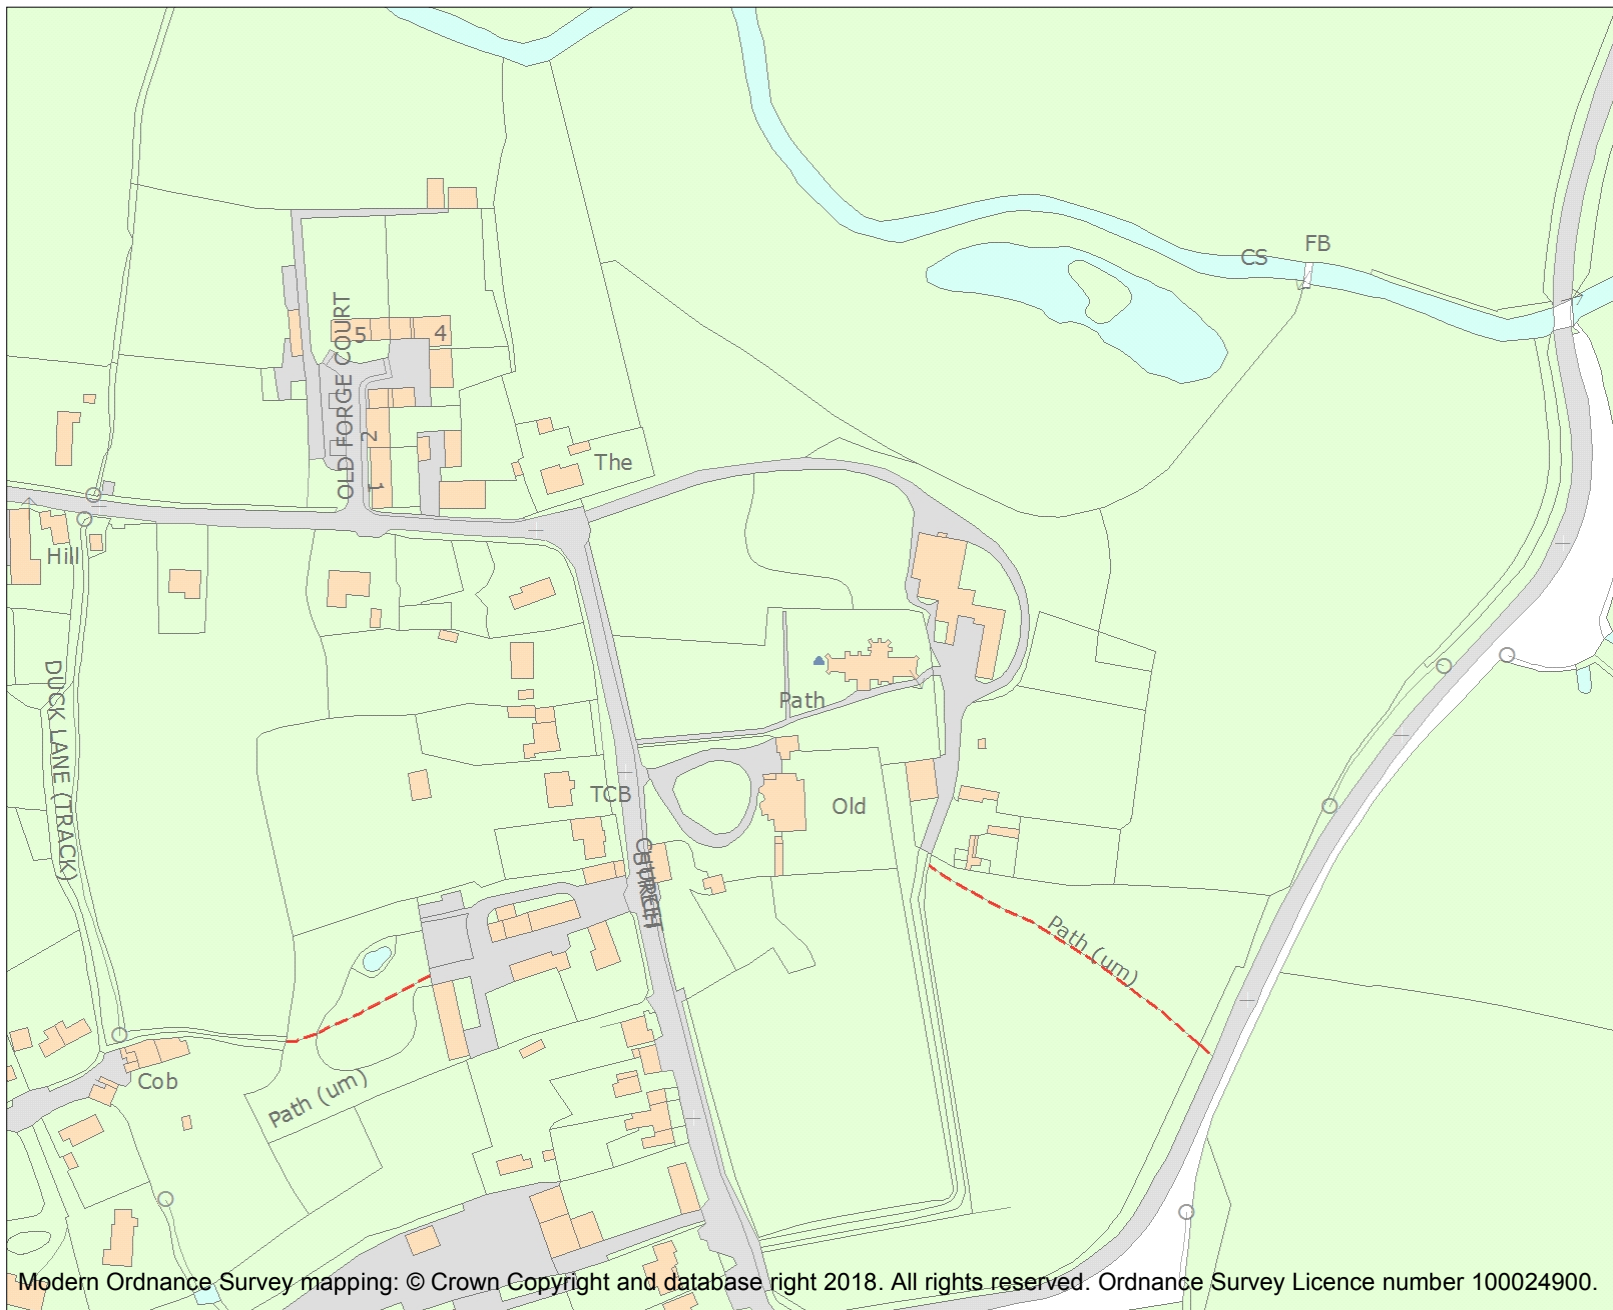 CS
FB
OLD FORGE COURT
5
4
2
1
The
Hill
DUCK LANE (TRACK)
Path
TCB
Old
CHURCH
Path (um)
Cob
Path (um)
Modern Ordnance Survey mapping: © Crown Copyright and database right 2018. All rights reserved. Ordnance Survey Licence number 100024900.